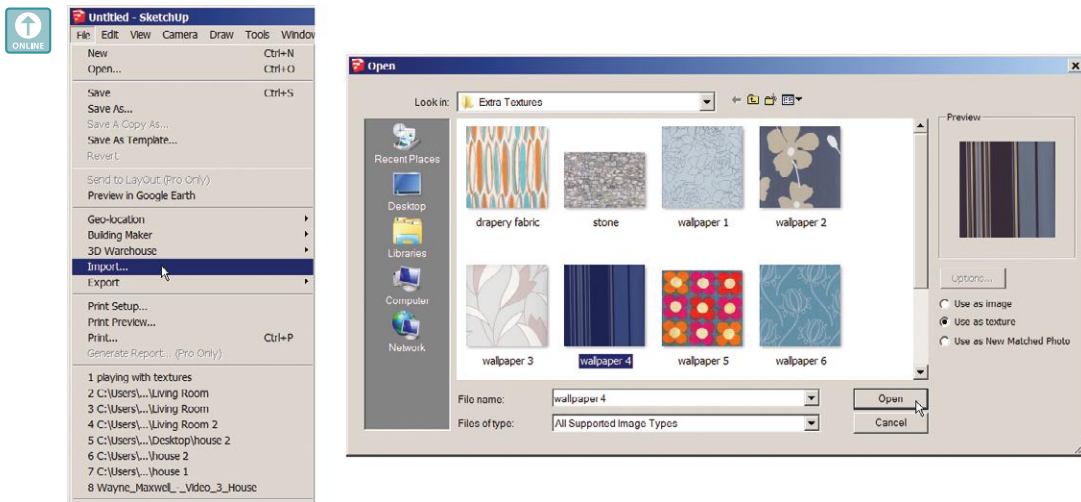 ONLINE
Untitled - SketchUp
File Edit View Camera Draw Tools Window
New Ctrl+N
Open... Ctrl+O
Save Ctrl+S
Save As...
Save A Copy As...
Save As Template...
Revert
Send to LayOut (Pro Only)
Preview in Google Earth
Geo-location
Building Maker
3D Warehouse
Import...
Export
Print Setup...
Print Preview...
Print... Ctrl+P
Generate Report... (Pro Only)
1 playing with textures
2 C:\Users\...\Living Room
3 C:\Users\...\Living Room
4 C:\Users\...\Living Room 2
5 C:\Users\...\Desktop\house 2
6 C:\Users\...\house 2
7 C:\Users\...\house 1
8 Wayne_Maxwell_-_Video_3_House
Open
Look in: Extra Textures
Recent Places
Desktop
Libraries
Computer
Network
drapery fabric stone wallpaper 1 wallpaper 2
wallpaper 3 wallpaper 4 wallpaper 5 wallpaper 6
File name: wallpaper 4 Open
Files of type: All Supported Image Types Cancel
Preview
Options...
Use as image
Use as texture
Use as New Matched Photo